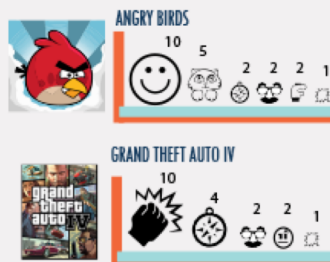 ANGRY BIRDS
10 5 2 2 2 1
GRAND THEFT AUTO IV
10 4 2 2 1
grand
theft
auto IV